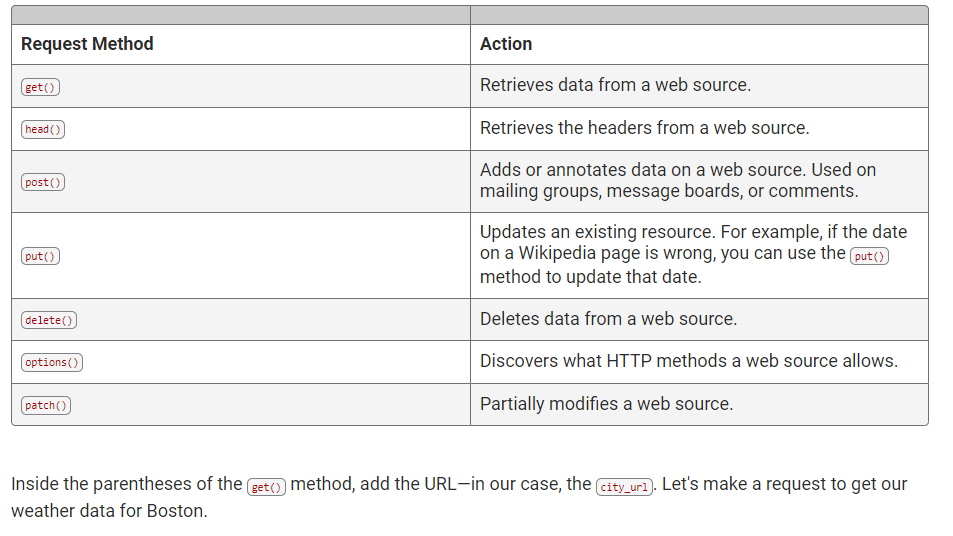 Request Method
Action
get()
Retrieves data from a web source.
head()
Retrieves the headers from a web source.
post()
Adds or annotates data on a web source. Used on
mailing groups, message boards, or comments.
put()
Updates an existing resource. For example, if the date
on a Wikipedia page is wrong, you can use the put()
method to update that date.
delete()
Deletes data from a web source.
options()
Discovers what HTTP methods a web source allows.
patch()
Partially modifies a web source.
Inside the parentheses of the get() method, add the URL—in our case, the city_url. Let's make a request to get our
weather data for Boston.